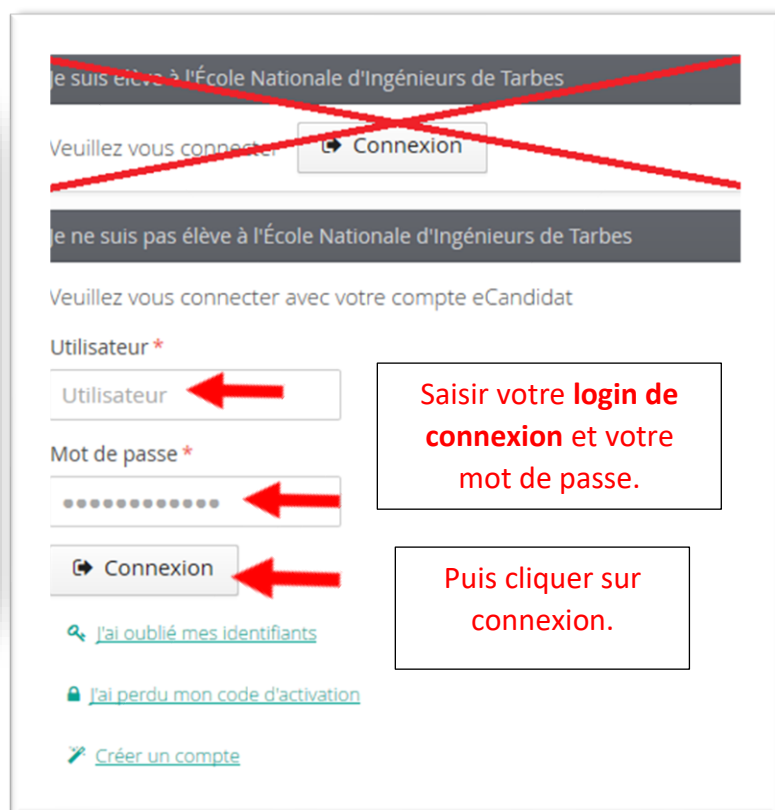 Je suis élève à l'École Nationale d'Ingénieurs de Tarbes
Veuillez vous connecter
Connexion
Je ne suis pas élève à l'École Nationale d'Ingénieurs de Tarbes
Veuillez vous connecter avec votre compte eCandidat
Utilisateur *
Utilisateur
Saisir votre login de
connexion et votre
mot de passe.
Mot de passe *
Connexion
Puis cliquer sur
connexion.
J'ai oublié mes identifiants
J'ai perdu mon code d'activation
Créer un compte